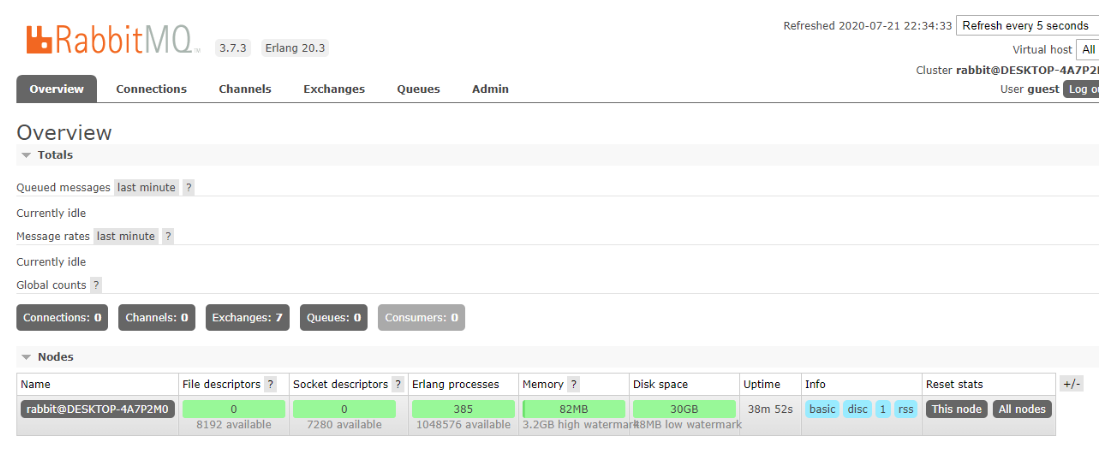 RabbitMQ 3.7.3 Erlang 20.3
Refreshed 2020-07-21 22:34:33 Refresh every 5 seconds
Virtual host All
Cluster rabbit@DESKTOP-4A7P2
User guest Log ou
Overview Connections Channels Exchanges Queues Admin
Overview
Totals
Queued messages last minute ?
Currently idle
Message rates last minute ?
Currently idle
Global counts ?
Connections: 0 Channels: 0 Exchanges: 7 Queues: 0 Consumers: 0
Nodes
Name File descriptors ? Socket descriptors ? Erlang processes Memory ? Disk space Uptime Info Reset stats +/-
rabbit@DESKTOP-4A7P2M0 0 0 385 82MB 30GB 38m 52s basic disc 1 rss This node All nodes
8192 available 7280 available 1048576 available 3.2GB high watermark 48MB low watermark